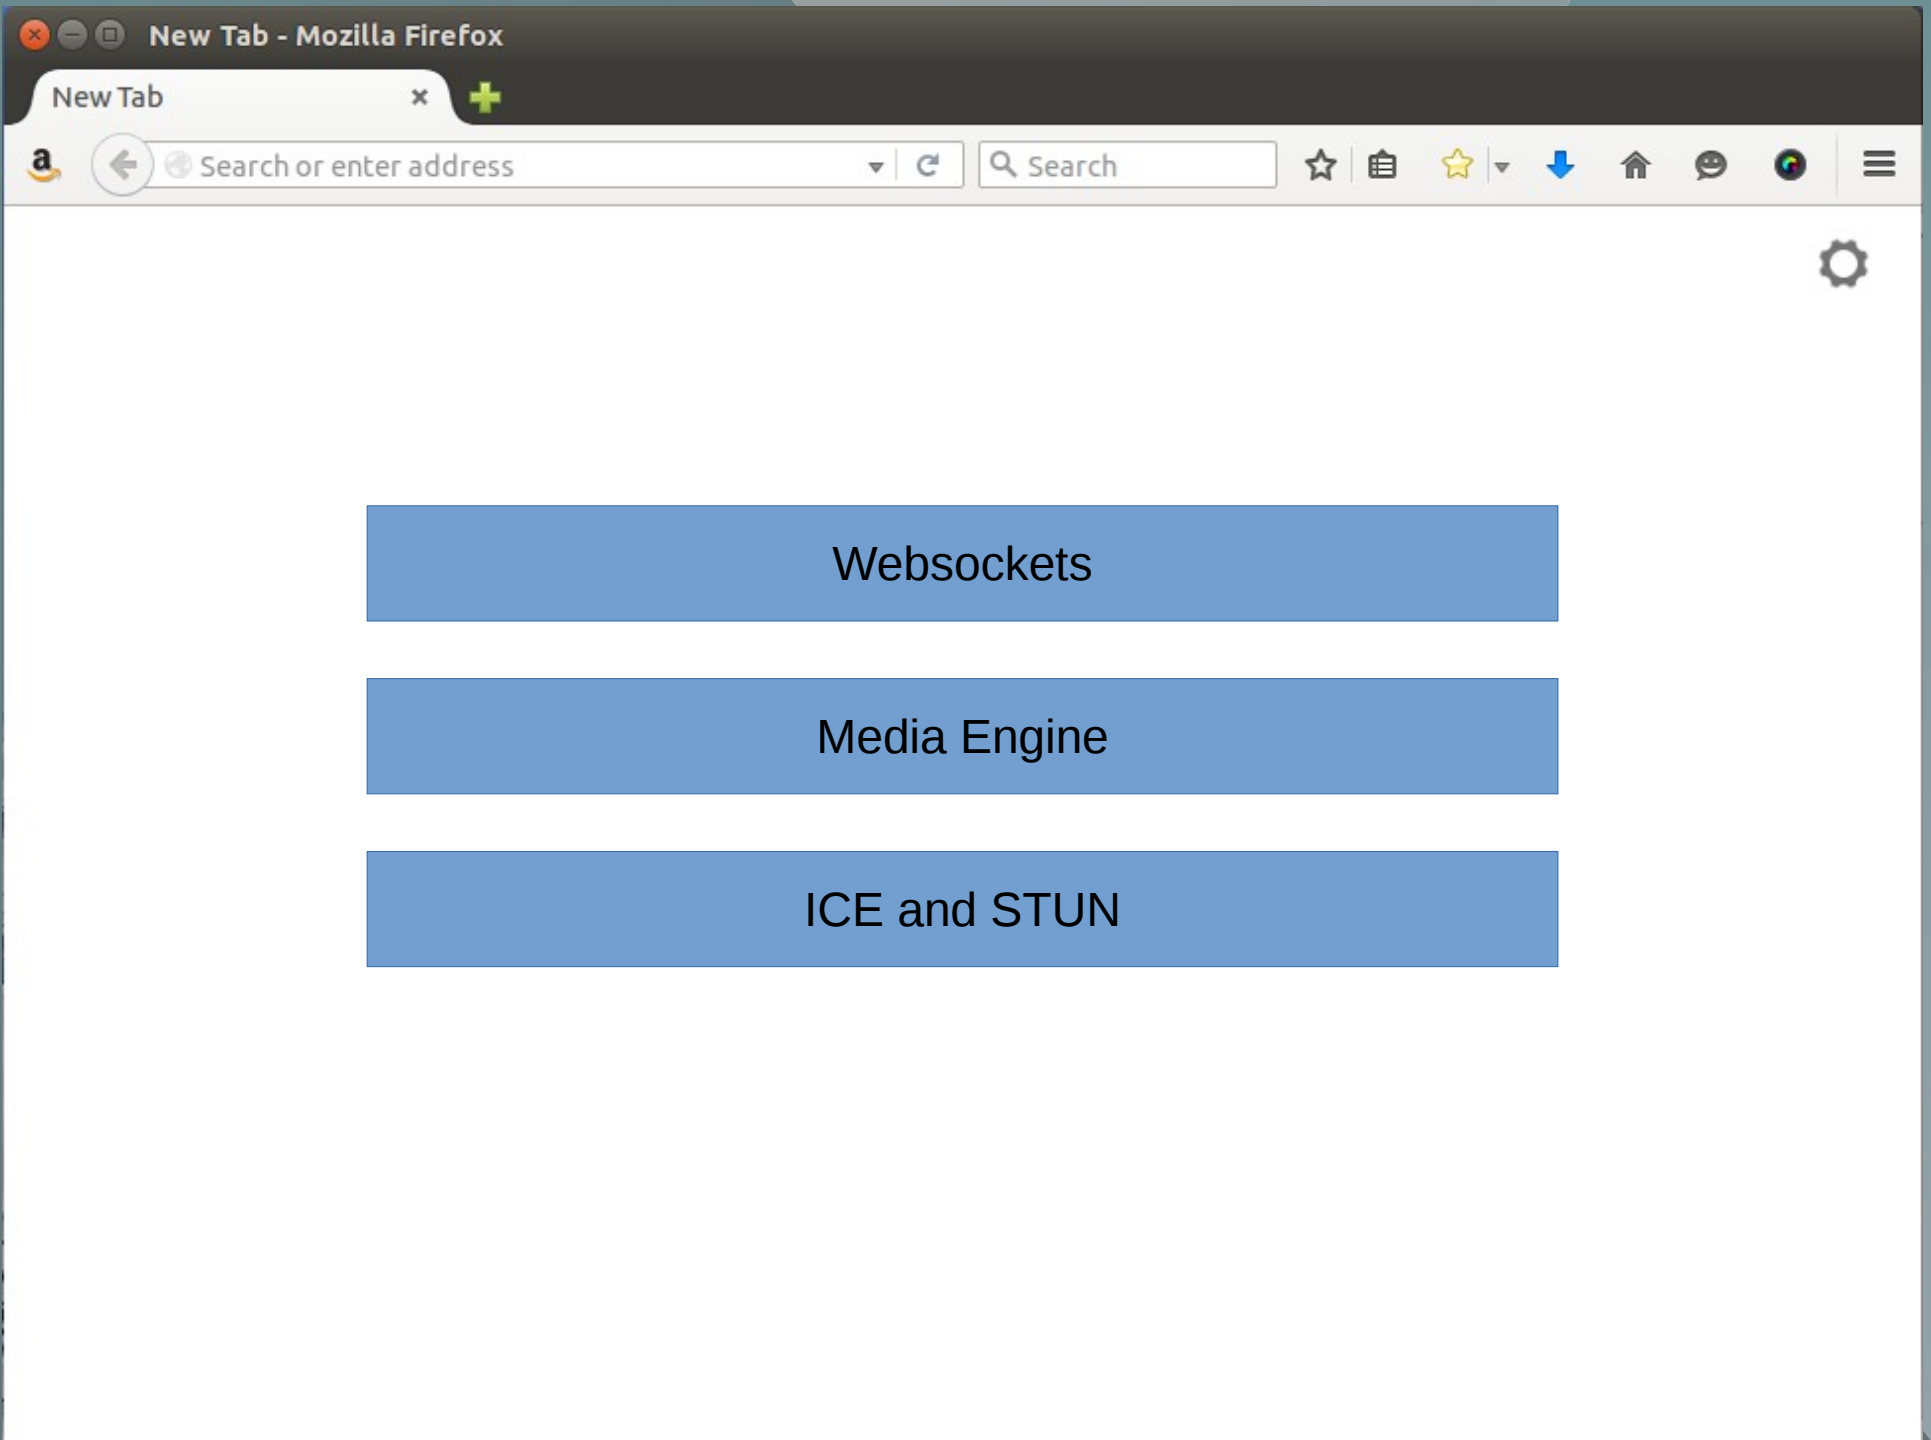 New Tab - Mozilla Firefox
New Tab
a
Search or enter address
Search
Websockets
Media Engine
ICE and STUN